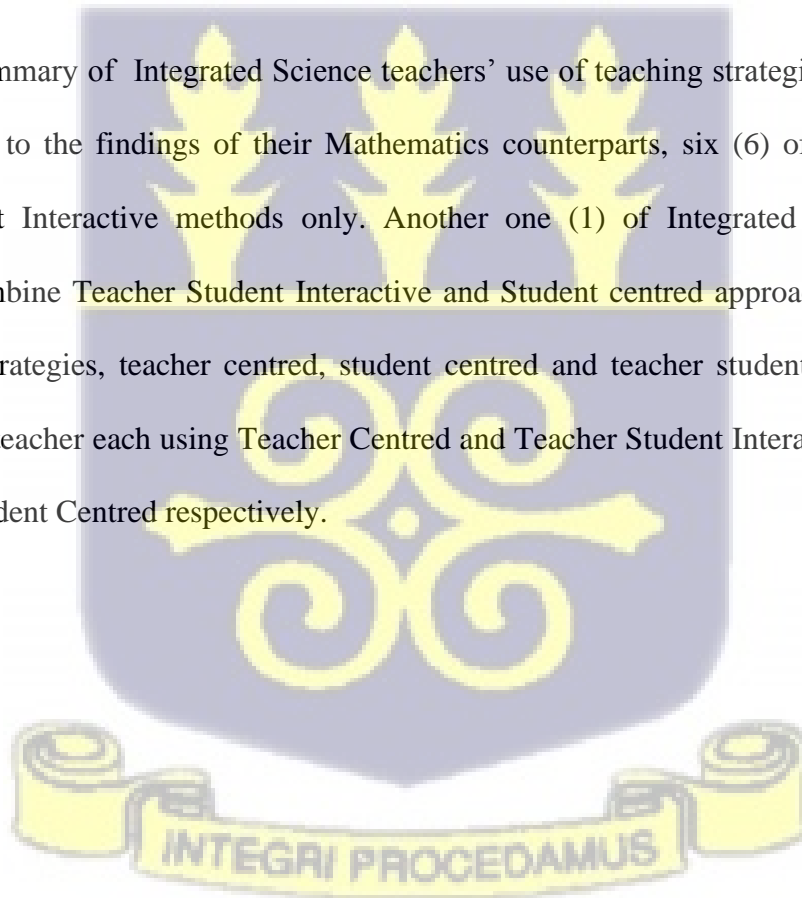 mmary of Integrated Science teachers’ use of teaching strategi
to the findings of their Mathematics counterparts, six (6) o
t Interactive methods only. Another one (1) of Integrated
nbine Teacher Student Interactive and Student centred approa
rategies, teacher centred, student centred and teacher student
teacher each using Teacher Centred and Teacher Student Intera
dent Centred respectively.
INTEGRI PROCEDAMUS